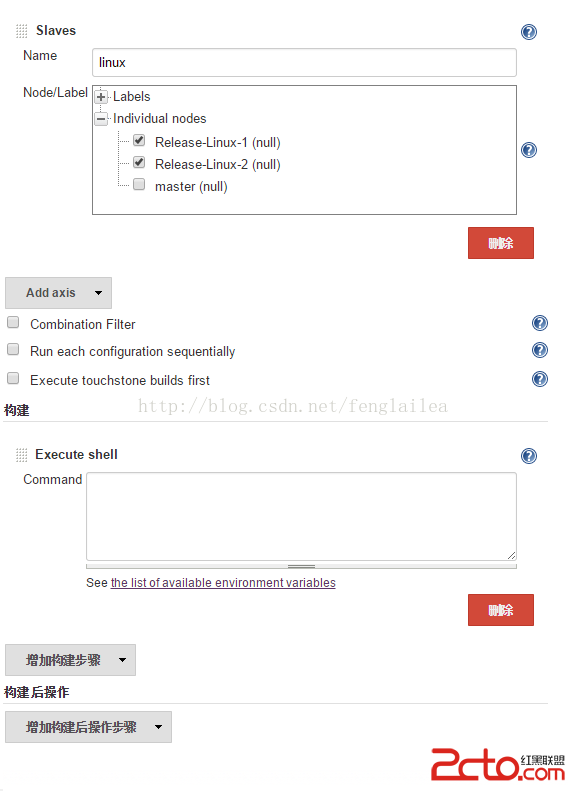 Slaves
Name
linux
Node/Label
Labels
Individual nodes
Release-Linux-1 (null)
Release-Linux-2 (null)
master (null)
删除
Add axis
Combination Filter
Run each configuration sequentially
Execute touchstone builds first
http://blog.csdn.net/fenglailea
构建
Execute shell
Command
See the list of available environment variables
删除
增加构建步骤
构建后操作
增加构建后操作步骤
2cto.com
红黑联盟